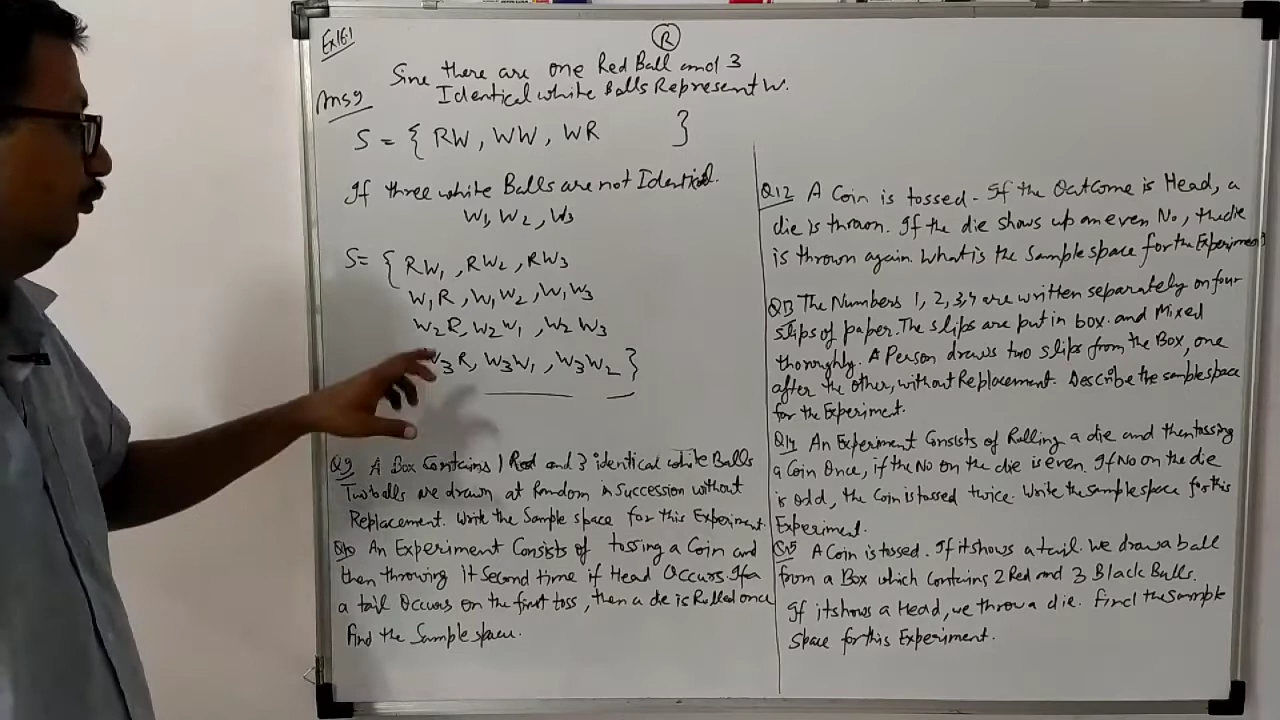 Ex16.1
R
Sine there are one Red Ball and 3
Ans9 Identical white Balls Represent W.
S = { RW, WW, WR }
If three white Balls are not Identical.
W1, W2, W3
S = { RW1, RW2, RW3
W1R, W1W2, W1W3
W2R, W2W1, W2W3
W3R, W3W1, W3W2 }
Q9 A Box Contains 1 Red and 3 identical white Balls
Two balls are drawn at Random in Succession without
Replacement. Write the Sample space for this Experiment.
Q10 An Experiment Consists of tossing a Coin and
then throwing it Second time if Head Occurs. If a
a tail Occurs on the first toss, then a die is Rolled once
Find the Sample space.
Q12 A Coin is tossed. If the Outcome is Head, a
die is thrown. If the die shows up an even No, the die
is thrown again. What is the Sample space for the Experiment
Q13 The Numbers 1, 2, 3, 4 are written separately on four
slips of paper. The slips are put in box and Mixed
thoroughly. A Person draws two slips from the Box, one
after the other, without Replacement. Describe the sample space
for the Experiment.
Q14 An Experiment Consists of Rolling a die and then tossing
a Coin Once, if the No on the die is even. If No on the die
is odd, the Coin is tossed twice. Write the sample space for this
Experiment.
Q15 A Coin is tossed. If it shows a tail. We draw a ball
from a Box which contains 2 Red and 3 Black Balls.
If it shows a Head, we throw a die. Find the Sample
Space for this Experiment.